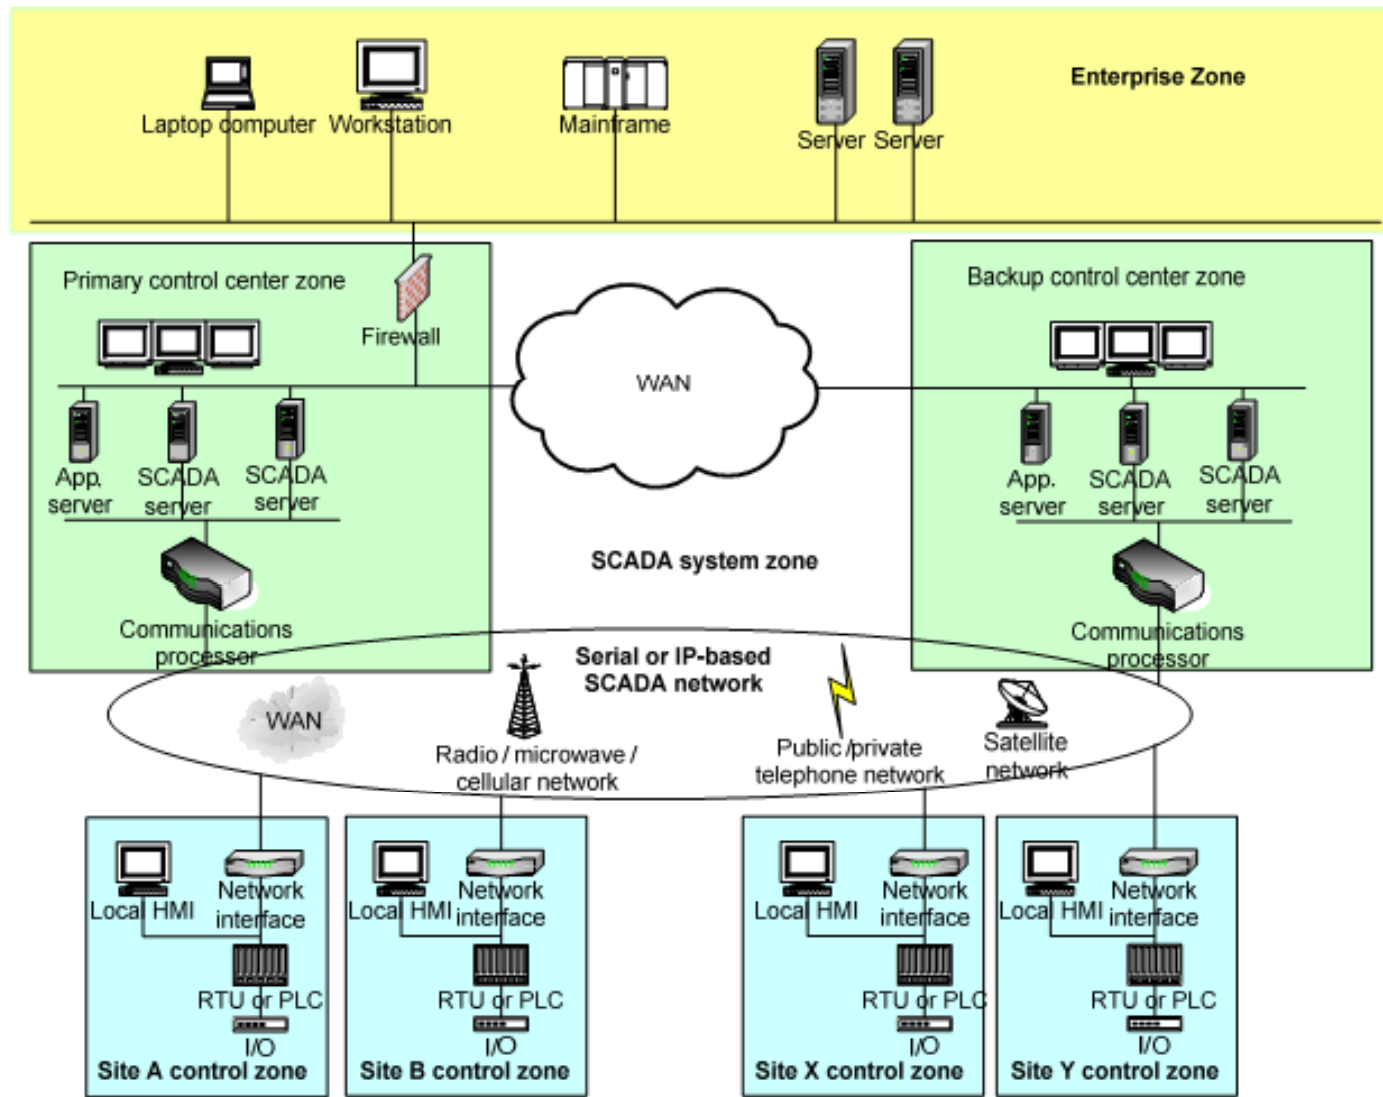 Enterprise Zone
Laptop computer
Workstation
Mainframe
Server
Server
Primary control center zone
Firewall
App.
server
SCADA
server
SCADA
server
Communications
processor
WAN
SCADA system zone
Backup control center zone
App.
server
SCADA
server
SCADA
server
Communications
processor
Serial or IP-based
SCADA network
WAN
Radio / microwave /
cellular network
Public /private
telephone network
Satellite
network
Local HMI
Network
interface
RTU or PLC
I/O
Site A control zone
Local HMI
Network
interface
RTU or PLC
I/O
Site B control zone
Local HMI
Network
interface
RTU or PLC
I/O
Site X control zone
Local HMI
Network
interface
RTU or PLC
I/O
Site Y control zone